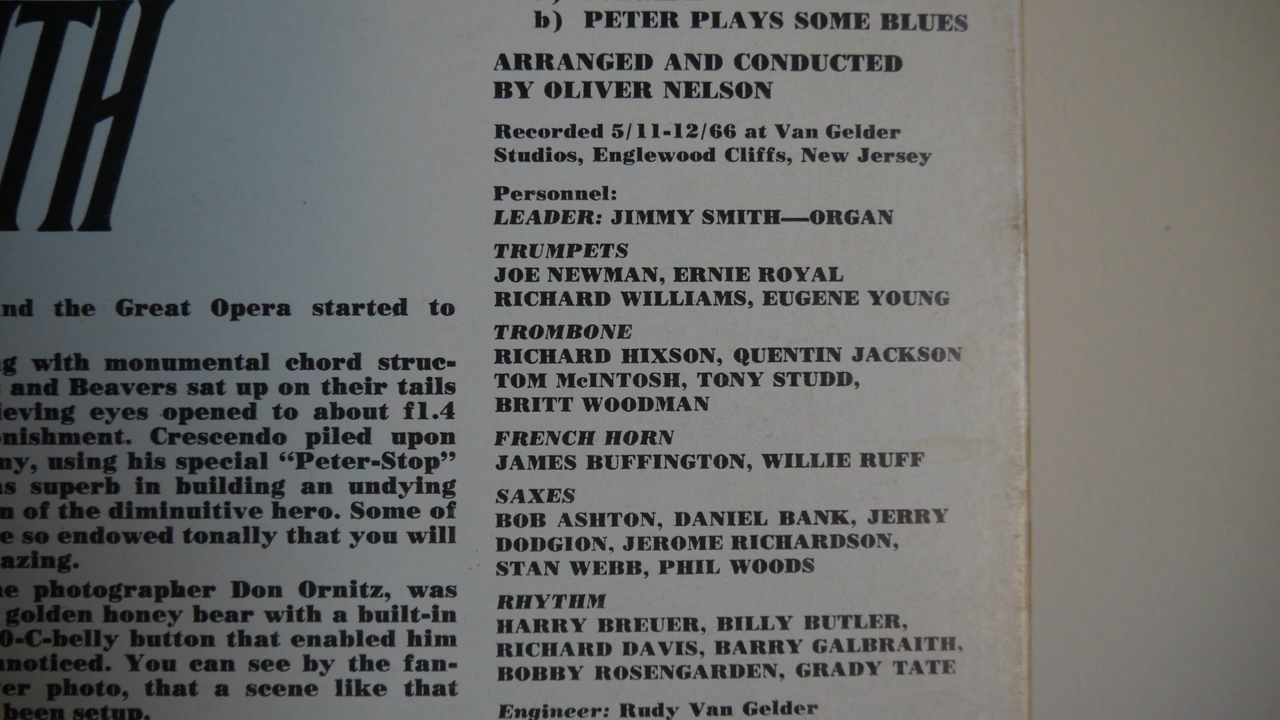 ITH
nd the Great Opera started to
g with monumental chord struc-
and Beavers sat up on their tails
ieving eyes opened to about f1.4
onishment. Crescendo piled upon
ny, using his special “Peter-Stop”
s superb in building an undying
n of the diminuitive hero. Some of
e so endowed tonally that you will
azing.
e photographer Don Ornitz, was
golden honey bear with a built-in
0-C-belly button that enabled him
nnoticed. You can see by the fan-
er photo, that a scene like that
been setup.
b) PETER PLAYS SOME BLUES
ARRANGED AND CONDUCTED
BY OLIVER NELSON
Recorded 5/11-12/66 at Van Gelder
Studios, Englewood Cliffs, New Jersey
Personnel:
LEADER: JIMMY SMITH—ORGAN
TRUMPETS
JOE NEWMAN, ERNIE ROYAL
RICHARD WILLIAMS, EUGENE YOUNG
TROMBONE
RICHARD HIXSON, QUENTIN JACKSON
TOM McINTOSH, TONY STUDD,
BRITT WOODMAN
FRENCH HORN
JAMES BUFFINGTON, WILLIE RUFF
SAXES
BOB ASHTON, DANIEL BANK, JERRY
DODGION, JEROME RICHARDSON,
STAN WEBB, PHIL WOODS
RHYTHM
HARRY BREUER, BILLY BUTLER,
RICHARD DAVIS, BARRY GALBRAITH,
BOBBY ROSENGARDEN, GRADY TATE
Engineer: Rudy Van Gelder